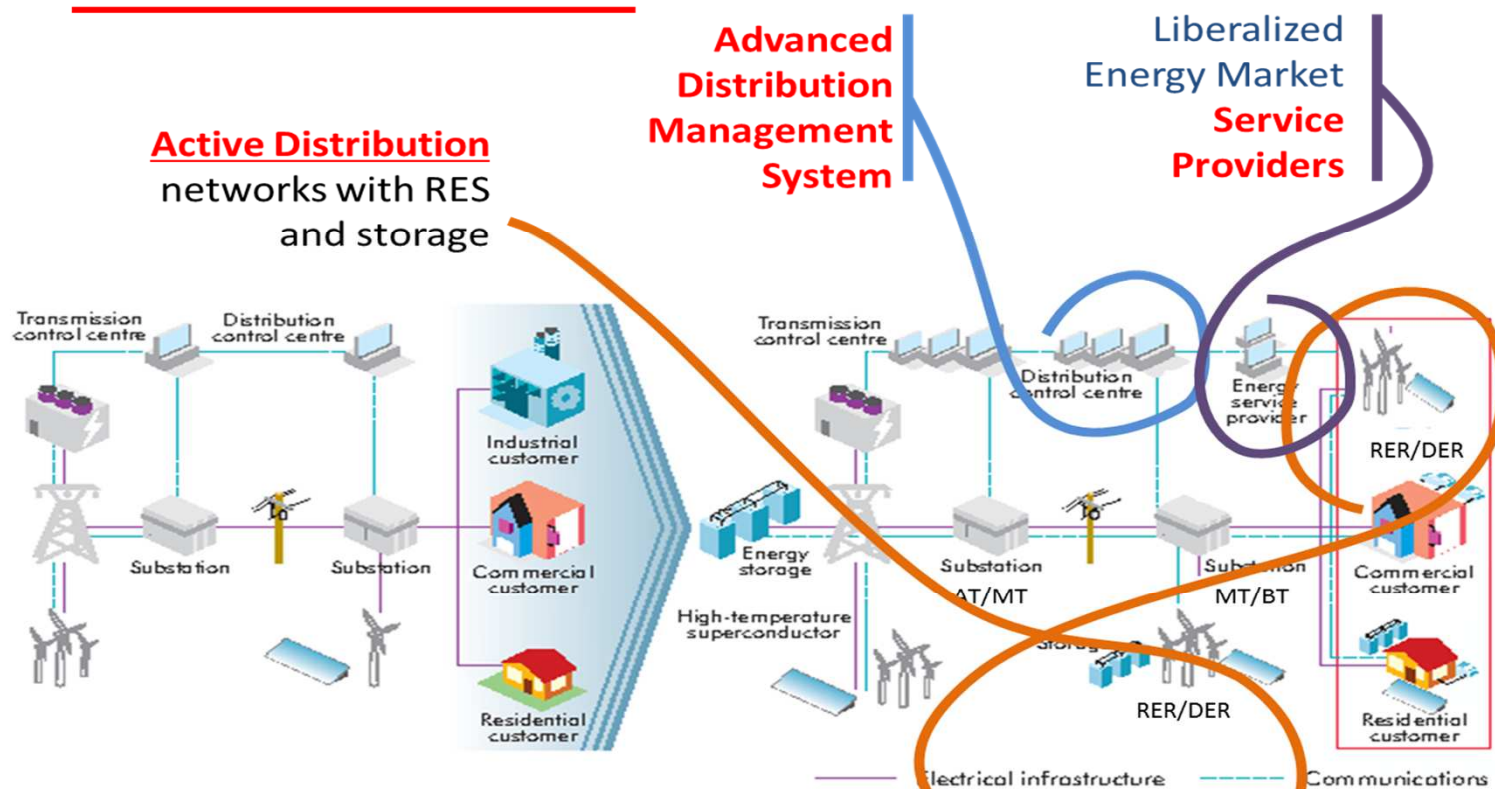 Advanced
Distribution
Management
System
Liberalized
Energy Market
Service
Providers
Active Distribution
networks with RES
and storage
Transmission
control centre
Distribution
control centre
Industrial
customer
Substation
Substation
Commercial
customer
Residential
customer
Transmission
control centre
Distribution
control centre
Energy
service
provider
RER/DER
Energy
storage
Substation
AT/MT
Substation
MT/BT
Commercial
customer
High-temperature
superconductor
Storage
RER/DER
Residential
customer
Electrical infrastructure
Communications